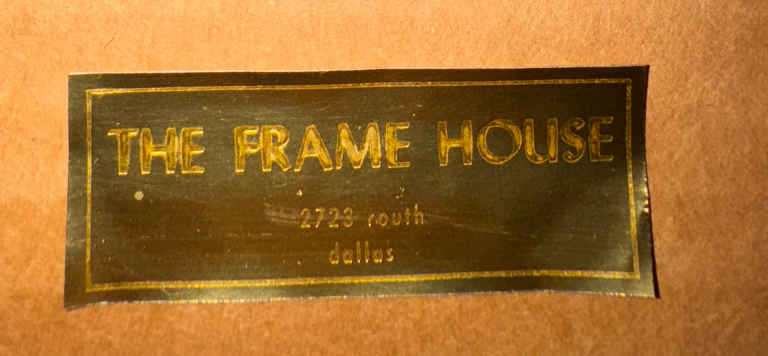 THE FRAME HOUSE
2723 routh
dallas